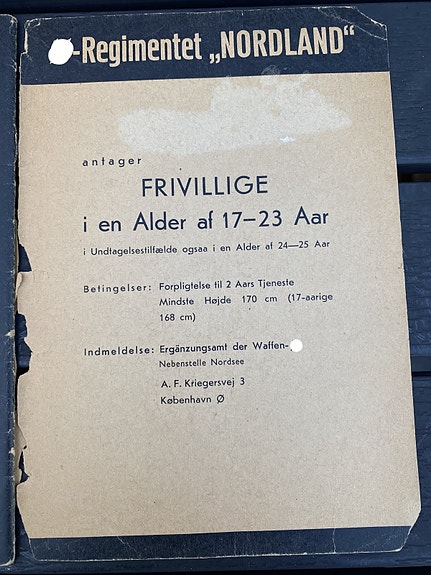 -Regimentet „NORDLAND“
antager
FRIVILLIGE
i en Alder af 17—23 Aar
i Undtagelsestilfælde ogsaa i en Alder af 24—25 Aar
Betingelser: Forpligtelse til 2 Aars Tjeneste
Mindste Højde 170 cm (17-aarige
168 cm)
Indmeldelse: Ergänzungsamt der Waffen-
Nebenstelle Nordsee
A. F. Kriegersvej 3
København Ø